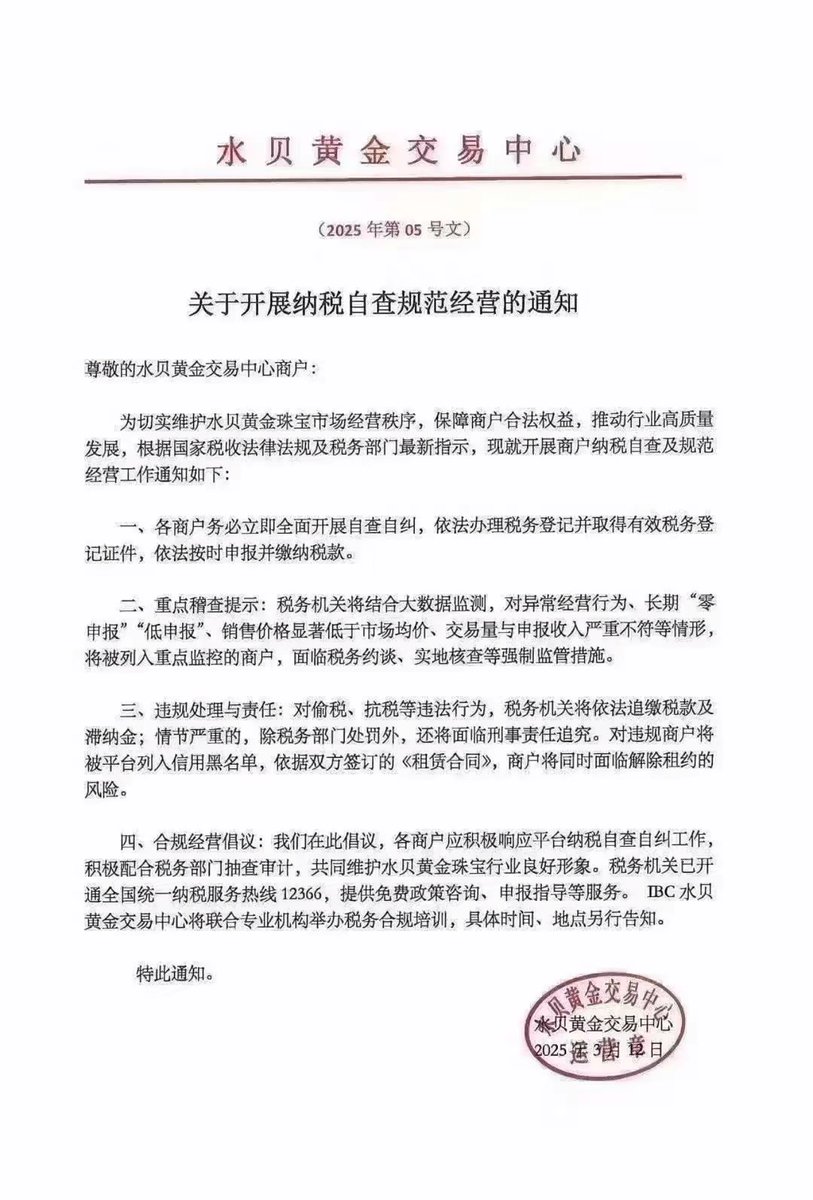 水贝黄金交易中心
（2025 年第 05 号文）
关于开展纳税自查规范经营的通知
尊敬的水贝黄金交易中心商户：
为切实维护水贝黄金珠宝市场经营秩序，保障商户合法权益，推动行业高质量
发展，根据国家税收法律法规及税务部门最新指示，现就开展商户纳税自查及规范
经营工作通知如下：
一、各商户务必立即全面开展自查自纠，依法办理税务登记并取得有效税务登
记证件，依法按时申报并缴纳税款。
二、重点稽查提示：税务机关将结合大数据监测，对异常经营行为、长期“零
申报”“低申报”、销售价格显著低于市场均价、交易量与申报收入严重不符等情形，
将被列入重点监控的商户，面临税务约谈、实地核查等强制监管措施。
三、违规处理与责任：对偷税、抗税等违法行为，税务机关将依法追缴税款及
滞纳金；情节严重的，除税务部门处罚外，还将面临刑事责任追究。对违规商户将
被平台列入信用黑名单，依据双方签订的《租赁合同》，商户将同时面临解除租约的
风险。
四、合规经营倡议：我们在此倡议，各商户应积极响应平台纳税自查自纠工作，
积极配合税务部门抽查审计，共同维护水贝黄金珠宝行业良好形象。税务机关已开
通全国统一纳税服务热线 12366，提供免费政策咨询、申报指导等服务。 IBC 水贝
黄金交易中心将联合专业机构举办税务合规培训，具体时间、地点另行告知。
特此通知。
水贝黄金交易中心
水贝黄金交易中心
2025 年 3 月 12 日
运营章